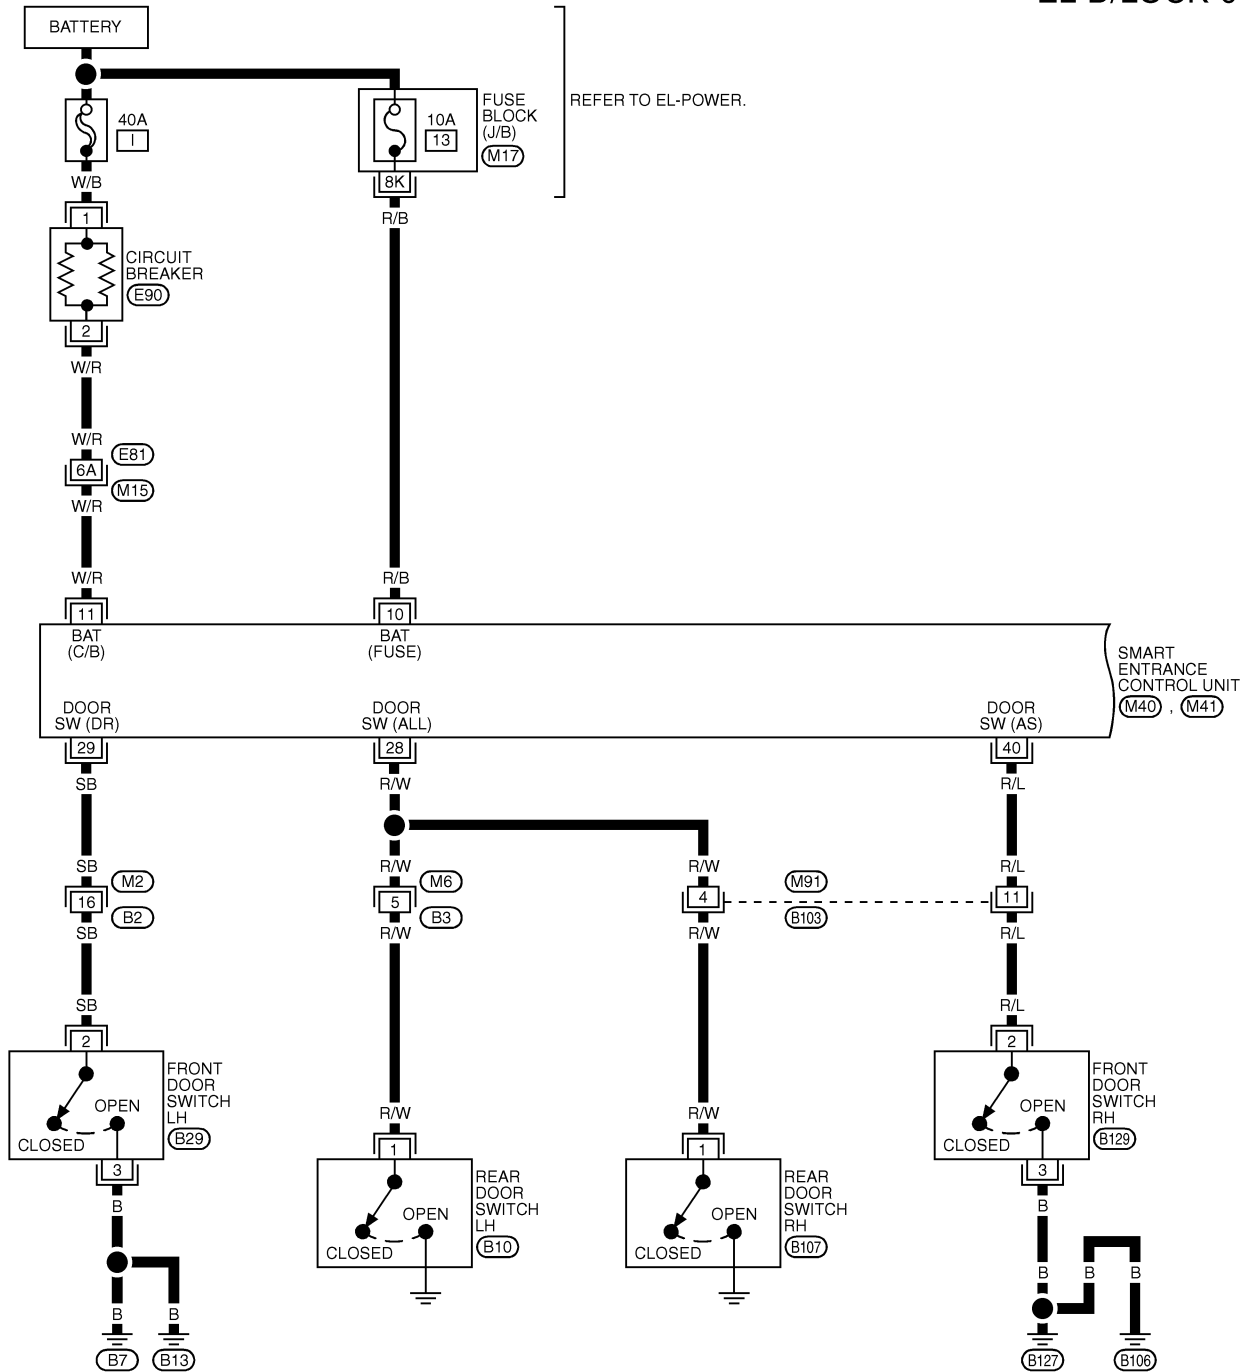 BATTERY
40A
I
10A
13
FUSE
BLOCK
(J/B)
M17
REFER TO EL-POWER.
W/B
8K
R/B
1
CIRCUIT
BREAKER
E90
2
W/R
W/R
E81
6A
M15
W/R
W/R
R/B
11
10
BAT
(C/B)
BAT
(FUSE)
SMART
ENTRANCE
CONTROL UNIT
M40 , M41
DOOR
SW (DR)
DOOR
SW (ALL)
DOOR
SW (AS)
29
28
40
SB
R/W
R/L
SB
R/W
R/W
R/L
M2
M6
M91
16
5
4
11
B2
B3
B103
SB
R/W
R/W
R/L
SB
R/L
2
2
FRONT
DOOR
SWITCH
LH
B29
OPEN
CLOSED
FRONT
DOOR
SWITCH
RH
B129
OPEN
CLOSED
R/W
R/W
1
1
3
3
REAR
DOOR
SWITCH
LH
B10
OPEN
CLOSED
REAR
DOOR
SWITCH
RH
B107
OPEN
CLOSED
B
B
B
B
B
B
B
B7
B13
B127
B106